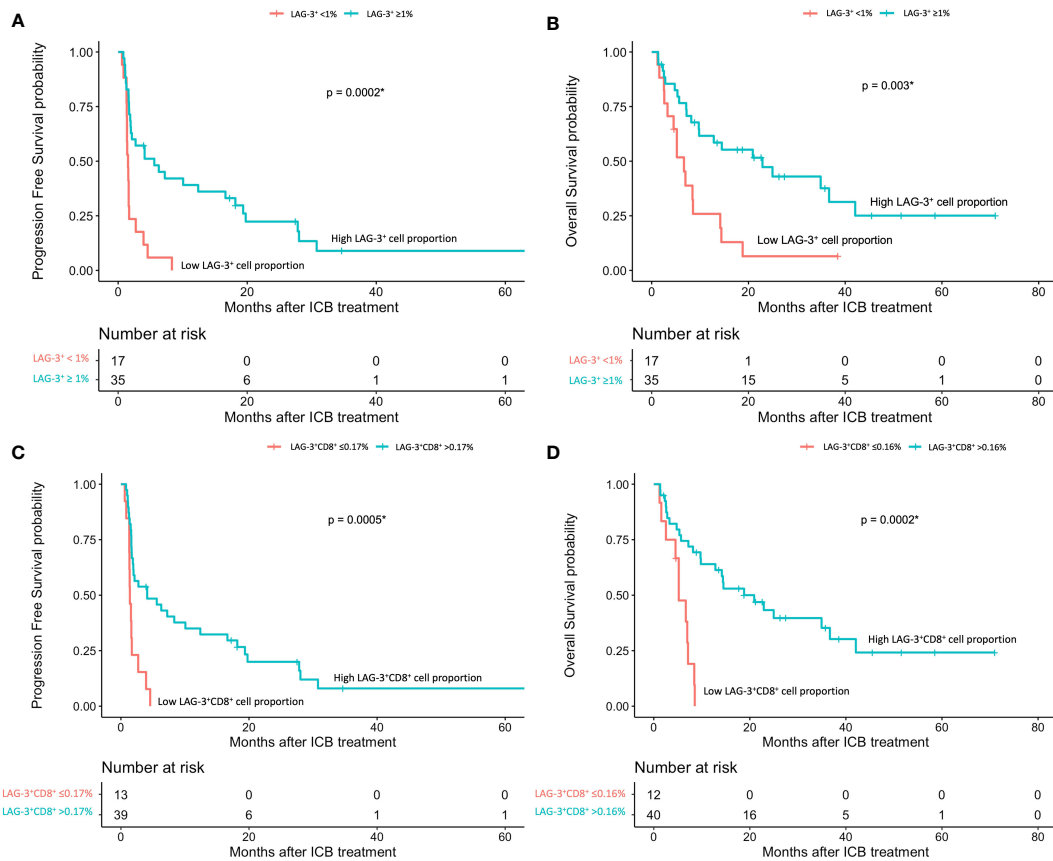 A
LAG-3⁺ <1% LAG-3⁺ ≥1%
Progression Free Survival probability
1.00
0.75
0.50
0.25
0.00
p = 0.0002*
High LAG-3⁺ cell proportion
Low LAG-3⁺ cell proportion
0 20 40 60
Months after ICB treatment
Number at risk
LAG-3⁺ < 1% 17 0 0 0
LAG-3⁺ ≥ 1% 35 6 1 1
0 20 40 60
Months after ICB treatment
B
LAG-3⁺ <1% LAG-3⁺ ≥1%
Overall Survival probability
1.00
0.75
0.50
0.25
0.00
p = 0.003*
High LAG-3⁺ cell proportion
Low LAG-3⁺ cell proportion
0 20 40 60 80
Months after ICB treatment
Number at risk
LAG-3⁺ <1% 17 1 0 0 0
LAG-3⁺ ≥1% 35 15 5 1 0
0 20 40 60 80
Months after ICB treatment
C
LAG-3⁺CD8⁺ ≤0.17% LAG-3⁺CD8⁺ >0.17%
Progression Free Survival probability
1.00
0.75
0.50
0.25
0.00
p = 0.0005*
High LAG-3⁺CD8⁺ cell proportion
Low LAG-3⁺CD8⁺ cell proportion
0 20 40 60
Months after ICB treatment
Number at risk
LAG-3⁺CD8⁺ ≤0.17% 13 0 0 0
LAG-3⁺CD8⁺ >0.17% 39 6 1 1
0 20 40 60
Months after ICB treatment
D
LAG-3⁺CD8⁺ ≤0.16% LAG-3⁺CD8⁺ >0.16%
Overall Survival probability
1.00
0.75
0.50
0.25
0.00
p = 0.0002*
High LAG-3⁺CD8⁺ cell proportion
Low LAG-3⁺CD8⁺ cell proportion
0 20 40 60 80
Months after ICB treatment
Number at risk
LAG-3⁺CD8⁺ ≤0.16% 12 0 0 0 0
LAG-3⁺CD8⁺ >0.16% 40 16 5 1 0
0 20 40 60 80
Months after ICB treatment